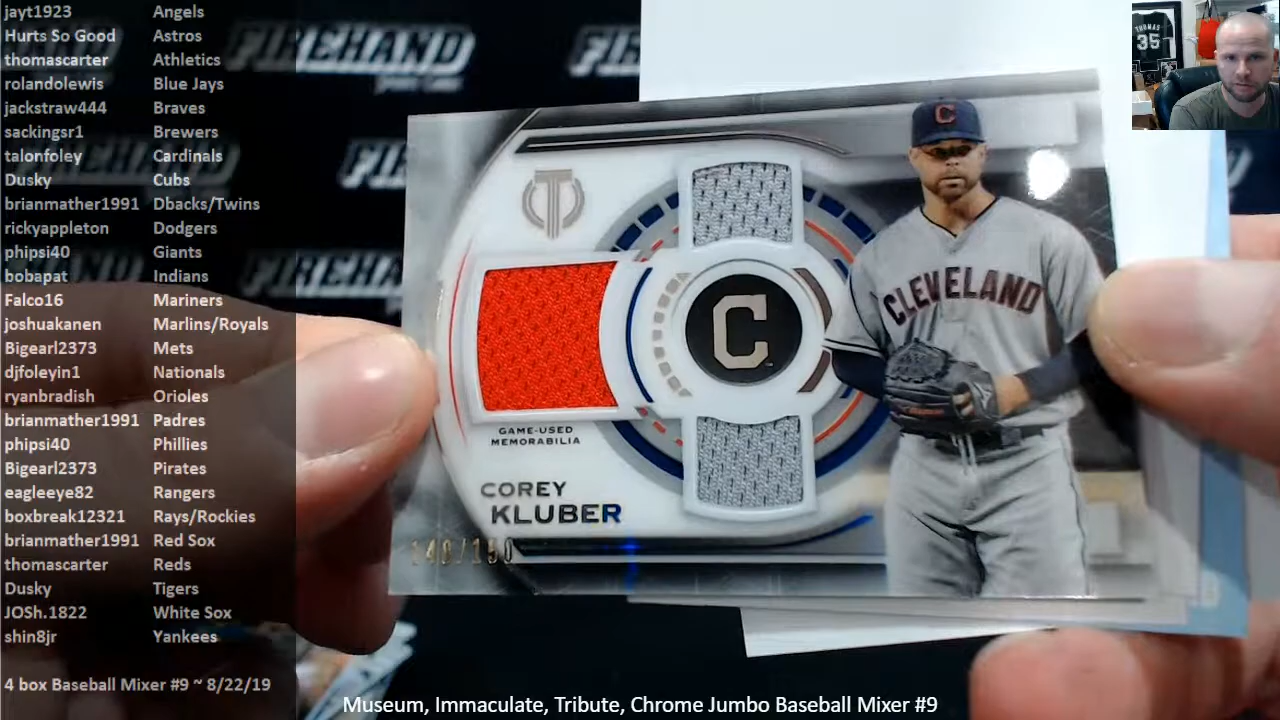 jayt1923 Angels
Hurts So Good Astros
thomascarter Athletics
rolandolewis Blue Jays
jackstraw444 Braves
sackingsr1 Brewers
talonfoley Cardinals
Dusky Cubs
brianmather1991 Dbacks/Twins
rickyappleton Dodgers
phipsi40 Giants
bobapat Indians
Falco16 Mariners
joshuakanen Marlins/Royals
Bigearl2373 Mets
djfoleyin1 Nationals
ryanbradish Orioles
brianmather1991 Padres
phipsi40 Phillies
Bigearl2373 Pirates
eagleeye82 Rangers
boxbreak12321 Rays/Rockies
brianmather1991 Red Sox
thomascarter Reds
Dusky Tigers
JOSh.1822 White Sox
shin8jr Yankees
4 box Baseball Mixer #9 ~ 8/22/19
FIREHAND
THOMAS
35
C
CLEVELAND
C
GAME-USED
MEMORABILIA
COREY
KLUBER
Museum, Immaculate, Tribute, Chrome Jumbo Baseball Mixer #9